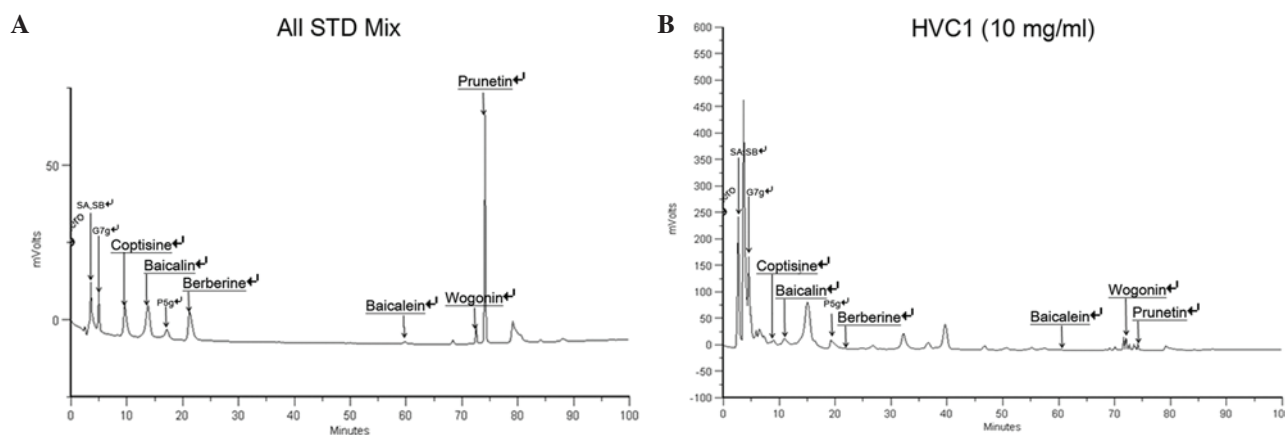 A
All STD Mix
Prunetin↵
50
SA,SB↵
G7g↵
Coptisine↵
Baicalin↵
Berberine↵
P5g↵
Baicalein↵
Wogonin↵
0
mVolts
0 10 20 30 40 50 60 70 80 90 100
Minutes
B
HVC1 (10 mg/ml)
600
550
500
450
400
350
300
250
200
150
100
50
0
-50
-100
mVolts
SA,SB↵
G7g↵
Coptisine↵
Baicalin↵
P5g↵
Berberine↵
Baicalein↵
Wogonin↵
Prunetin↵
0 10 20 30 40 50 60 70 80 90
Minutes